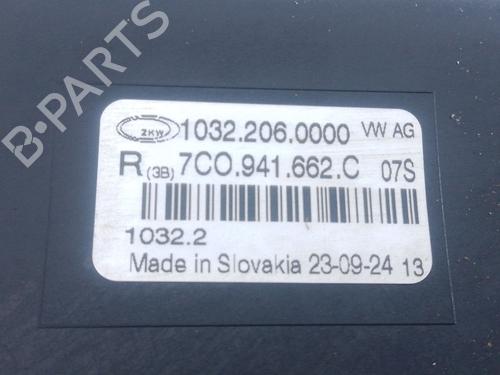 B-PARTS
ZKW 1032.206.0000 VW AG
R (3B) 7C0.941.662.C 07S
1032.2
Made in Slovakia 23-09-24 13